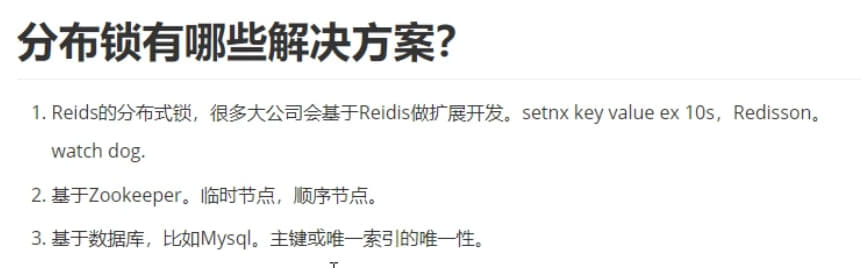 分布锁有哪些解决方案?
1. Reids的分布式锁，很多大公司会基于Reidis做扩展开发。setnx key value ex 10s，Redisson。
watch dog.
2. 基于Zookeeper。临时节点，顺序节点。
3. 基于数据库，比如Mysql。主键或唯一索引的唯一性。